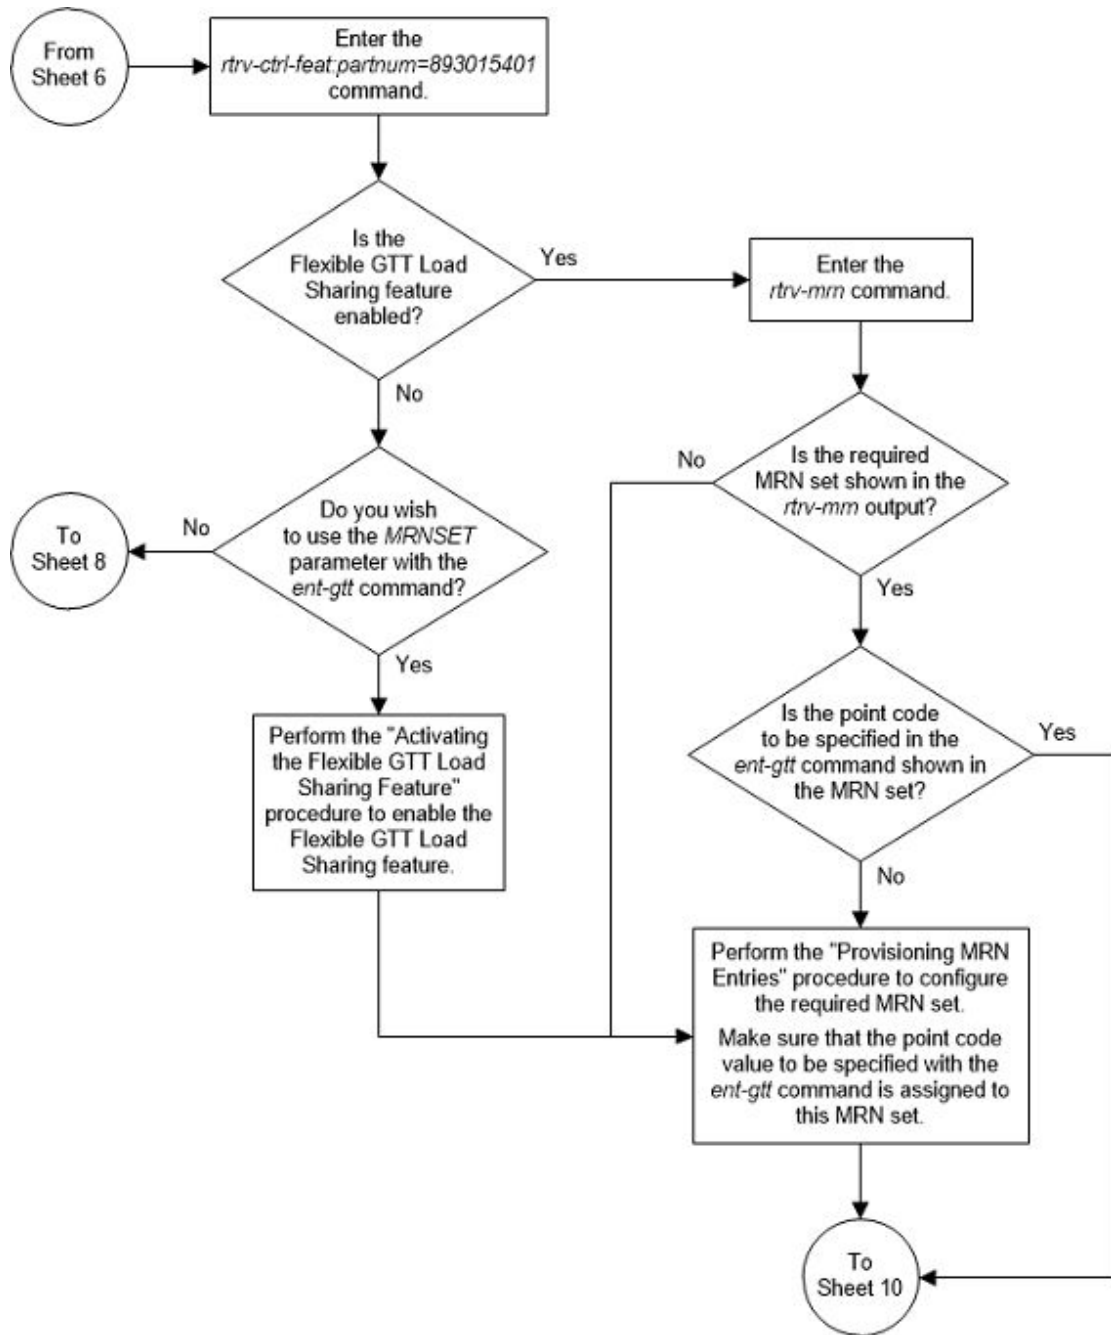 From
Sheet 6
Enter the
rtrv-ctrl-feat:partnum=893015401
command.
Is the
Flexible GTT Load
Sharing feature
enabled?
Yes
No
Enter the
rtrv-mrn command.
Is the required
MRN set shown in the
rtrv-mrn output?
No
Yes
Do you wish
to use the MRNSET
parameter with the
ent-gtt command?
No
To
Sheet 8
Yes
Is the point code
to be specified in the
ent-gtt command shown in
the MRN set?
Yes
No
Perform the "Activating
the Flexible GTT Load
Sharing Feature"
procedure to enable the
Flexible GTT Load
Sharing feature.
Perform the "Provisioning MRN
Entries" procedure to configure
the required MRN set.
Make sure that the point code
value to be specified with the
ent-gtt command is assigned to
this MRN set.
To
Sheet 10